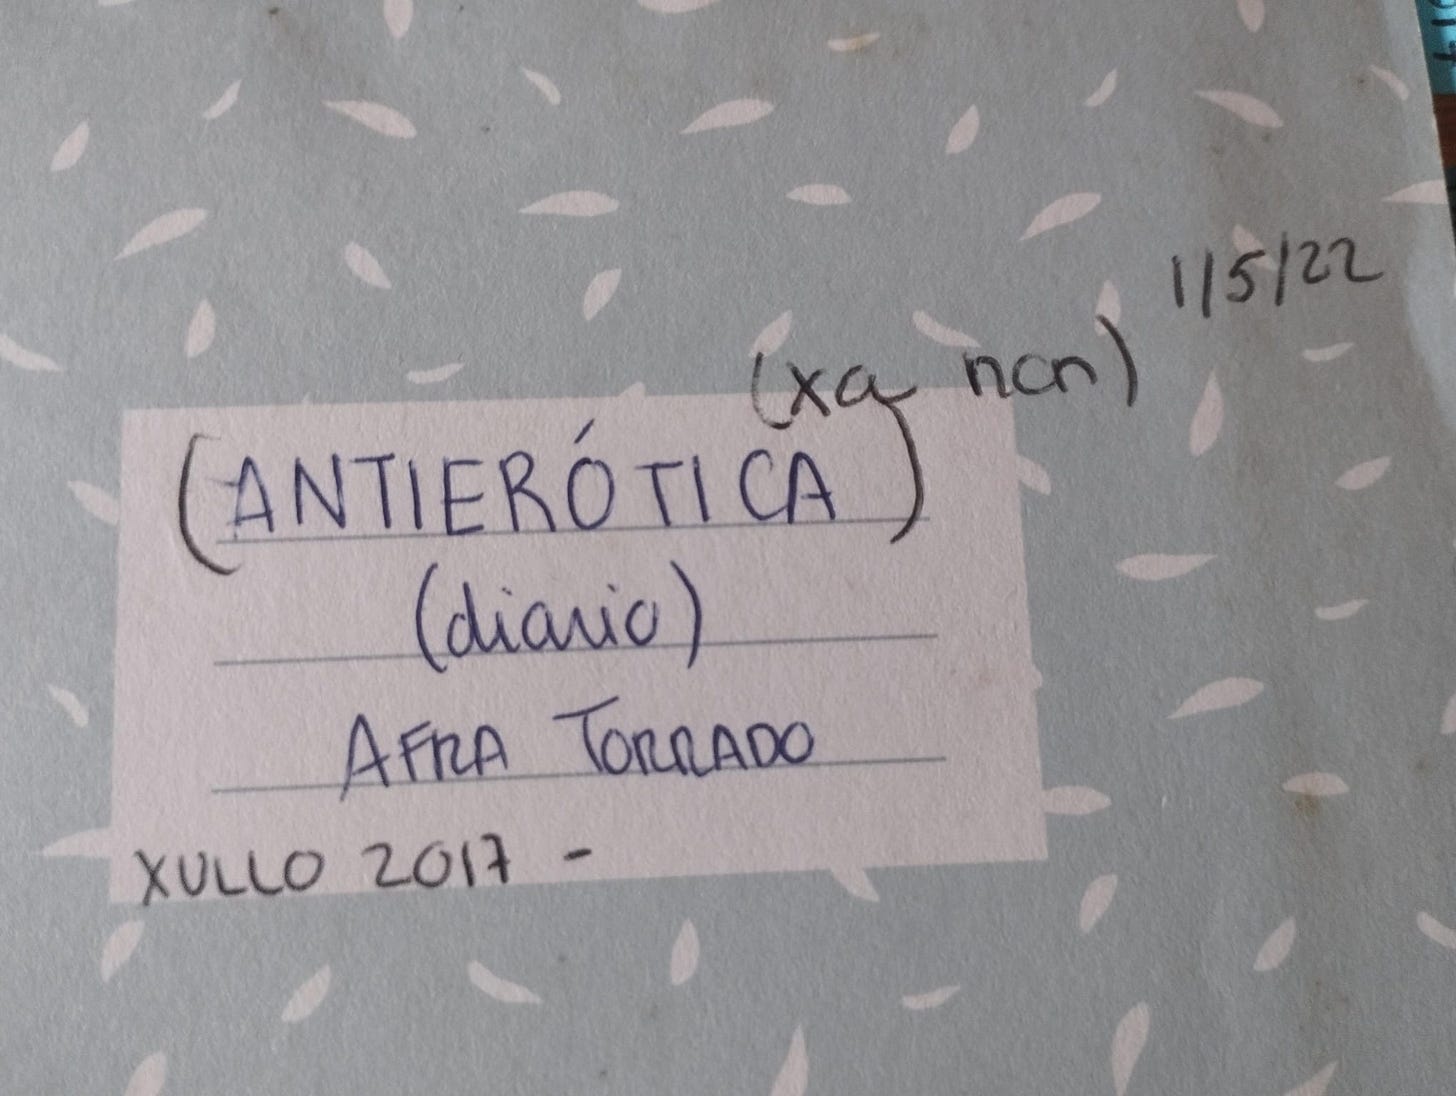 1/5/22
(xa non)
(ANTIERÓTICA)
(diario)
AFRA TORRADO
XULLO 2017 -